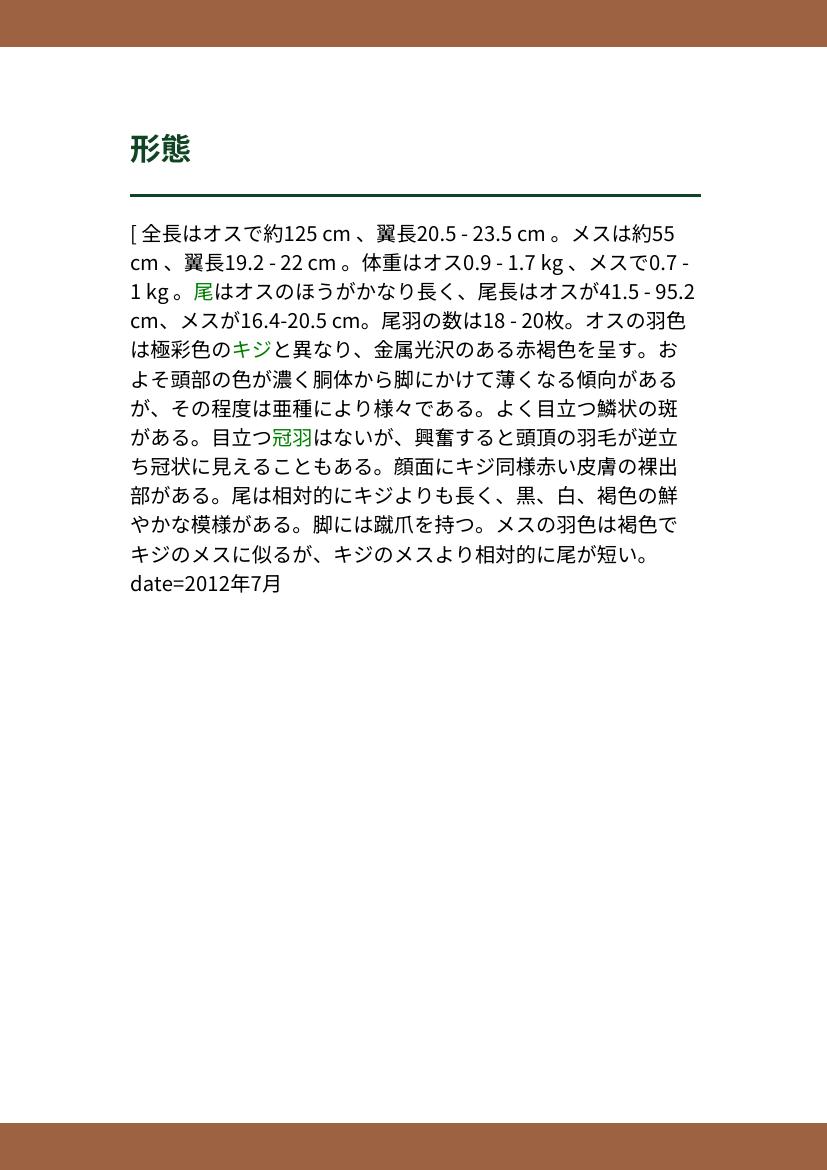 形態
[ 全長はオスで約125 cm 、翼長20.5 - 23.5 cm 。メスは約55
cm 、翼長19.2 - 22 cm 。体重はオス0.9 - 1.7 kg 、メスで0.7 -
1 kg 。尾はオスのほうがかなり長く、尾長はオスが41.5 - 95.2
cm、メスが16.4-20.5 cm。尾羽の数は18 - 20枚。オスの羽色
は極彩色のキジと異なり、金属光沢のある赤褐色を呈す。お
よそ頭部の色が濃く胴体から脚にかけて薄くなる傾向がある
が、その程度は亜種により様々である。よく目立つ鱗状の斑
がある。目立つ冠羽はないが、興奮すると頭頂の羽毛が逆立
ち冠状に見えることもある。顔面にキジ同様赤い皮膚の裸出
部がある。尾は相対的にキジよりも長く、黒、白、褐色の鮮
やかな模様がある。脚には蹴爪を持つ。メスの羽色は褐色で
キジのメスに似るが、キジのメスより相対的に尾が短い。
date=2012年7月